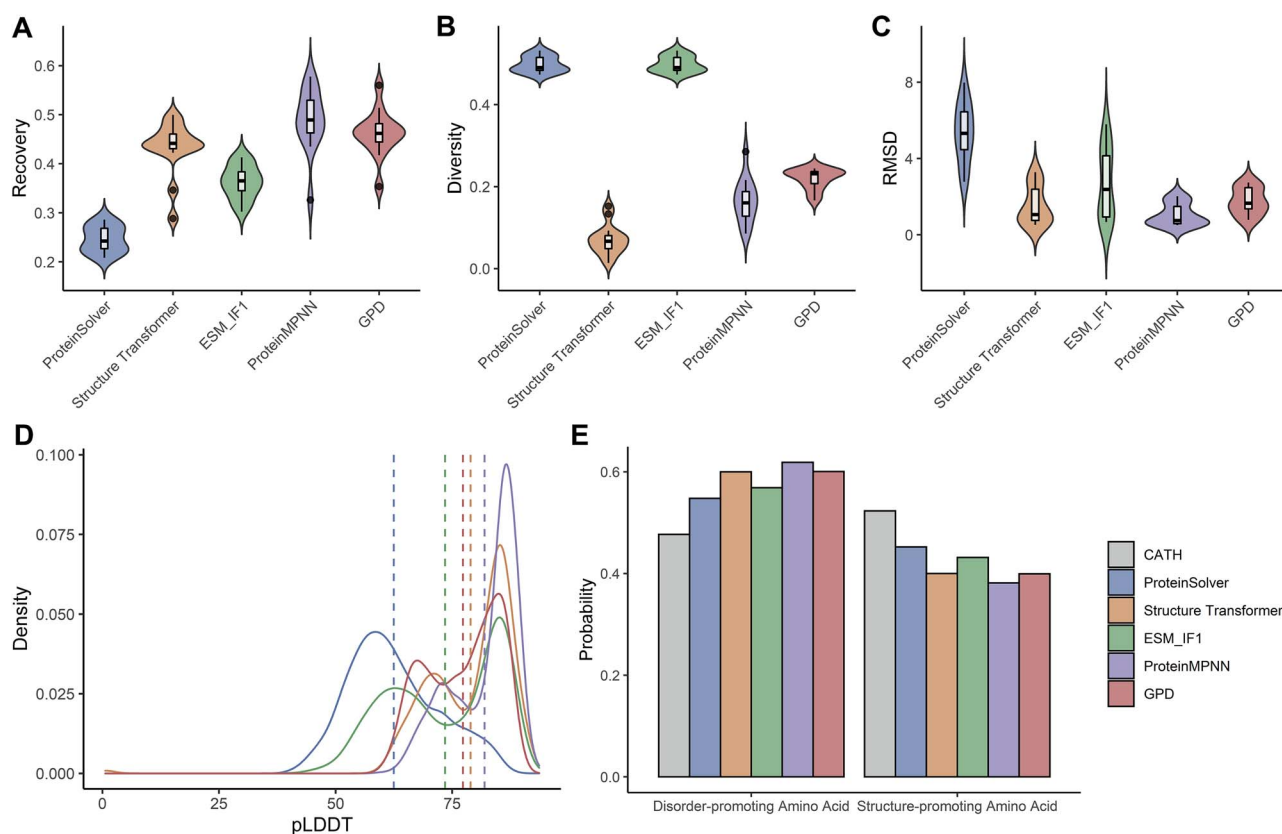 A
Recovery
0.6
0.5
0.4
0.3
0.2
ProteinSolver
Structure Transformer
ESM_IF1
ProteinMPNN
GPD
B
Diversity
0.4
0.2
0.0
ProteinSolver
Structure Transformer
ESM_IF1
ProteinMPNN
GPD
C
RMSD
8
4
0
ProteinSolver
Structure Transformer
ESM_IF1
ProteinMPNN
GPD
D
Density
0.100
0.075
0.050
0.025
0.000
0
25
50
75
pLDDT
E
Probability
0.6
0.4
0.2
0.0
Disorder-promoting Amino Acid
Structure-promoting Amino Acid
CATH
ProteinSolver
Structure Transformer
ESM_IF1
ProteinMPNN
GPD